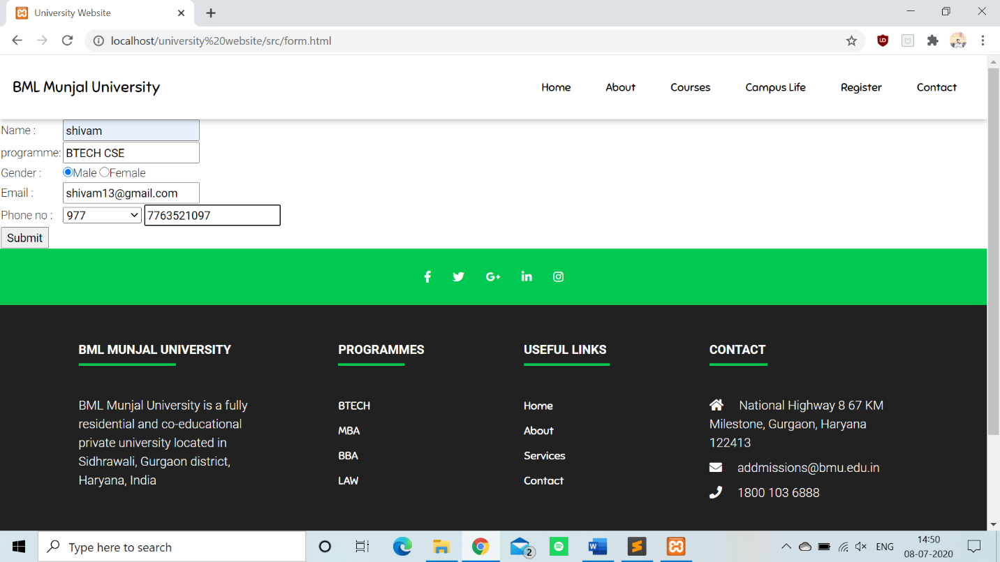 University Website
localhost/university%20website/src/form.html
BML Munjal University
Home About Courses Campus Life Register Contact
Name : shivam
programme: BTECH CSE
Gender : Male Female
Email : shivam13@gmail.com
Phone no : 977 7763521097
Submit
BML MUNJAL UNIVERSITY
BML Munjal University is a fully
residential and co-educational
private university located in
Sidhrawali, Gurgaon district,
Haryana, India
PROGRAMMES
BTECH
MBA
BBA
LAW
USEFUL LINKS
Home
About
Services
Contact
CONTACT
National Highway 8 67 KM
Milestone, Gurgaon, Haryana
122413
addmissions@bmu.edu.in
1800 103 6888
Type here to search
2
ENG
14:50
08-07-2020